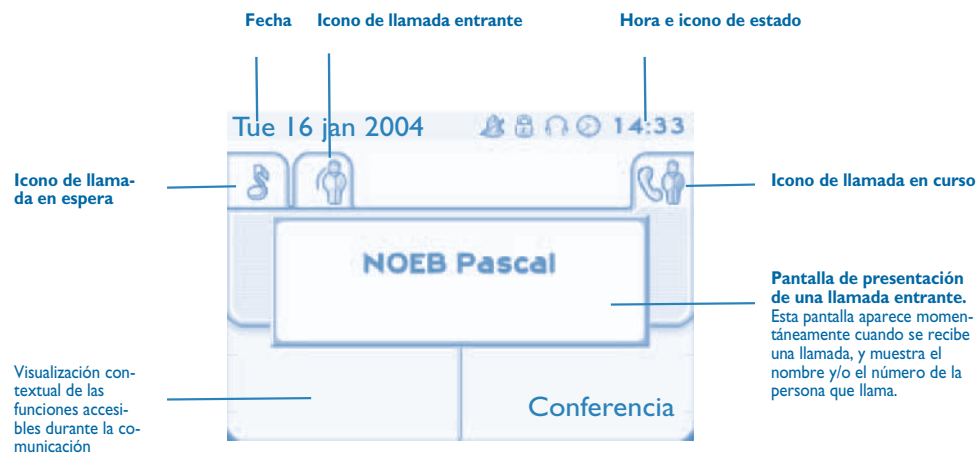 Fecha
Icono de llamada entrante
Hora e icono de estado
Tue 16 jan 2004
14:33
Icono de llama-
da en espera
Icono de llamada en curso
NOEB Pascal
Pantalla de presentación
de una llamada entrante.
Esta pantalla aparece momen-
táneamente cuando se recibe
una llamada, y muestra el
nombre y/o el número de la
persona que llama.
Visualización con-
textual de las
funciones accesi-
bles durante la co-
municación
Conferencia